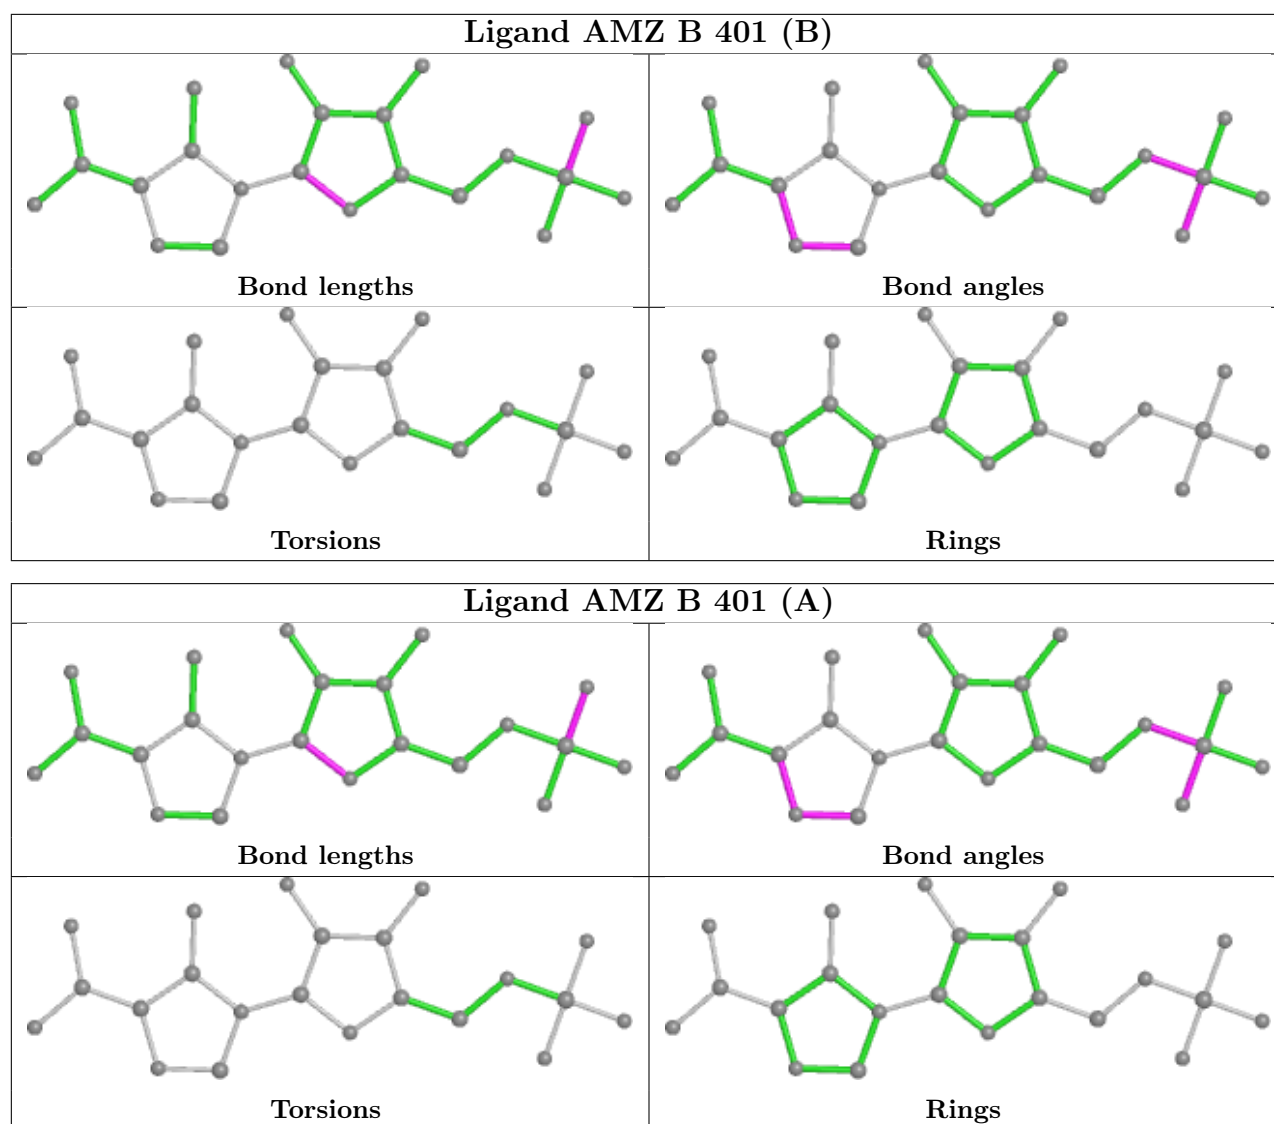 Ligand AMZ B 401 (B)
Bond lengths
Bond angles
Torsions
Rings
Ligand AMZ B 401 (A)
Bond lengths
Bond angles
Torsions
Rings